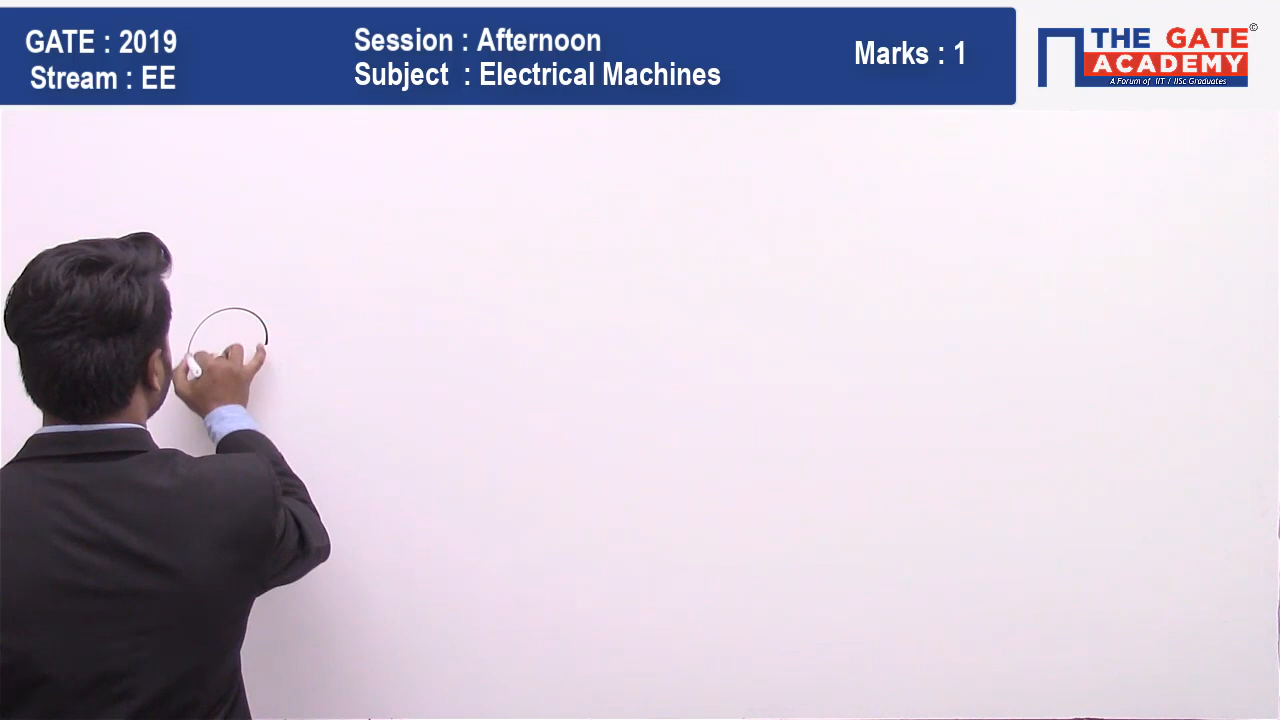 GATE : 2019
Stream : EE
Session : Afternoon
Subject : Electrical Machines
Marks : 1
THE GATE
ACADEMY
©
A Forum of IIT / IISc Graduates